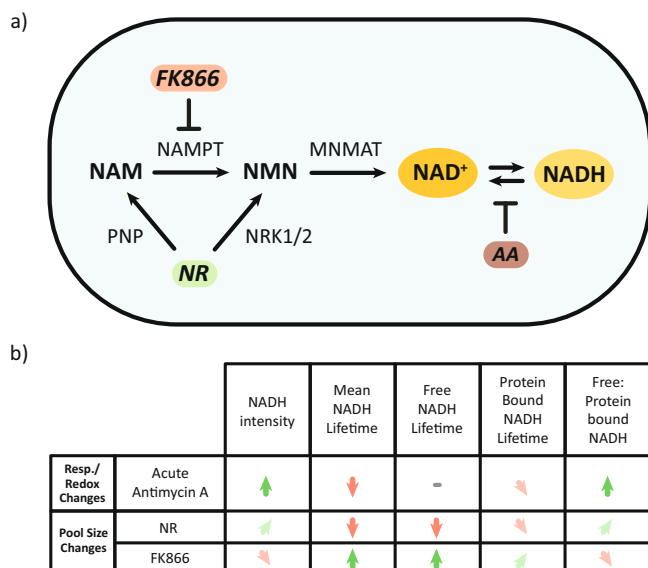 a)
FK866
NAMPT
MNMAT
NAM
NMN
NAD+
NADH
PNP
NRK1/2
NR
AA
b)
NADH
intensity
Mean
NADH
Lifetime
Free
NADH
Lifetime
Protein
Bound
NADH
Lifetime
Free:
Protein
bound
NADH
Resp./
Redox
Changes
Acute
Antimycin A
-
Pool Size
Changes
NR
FK866